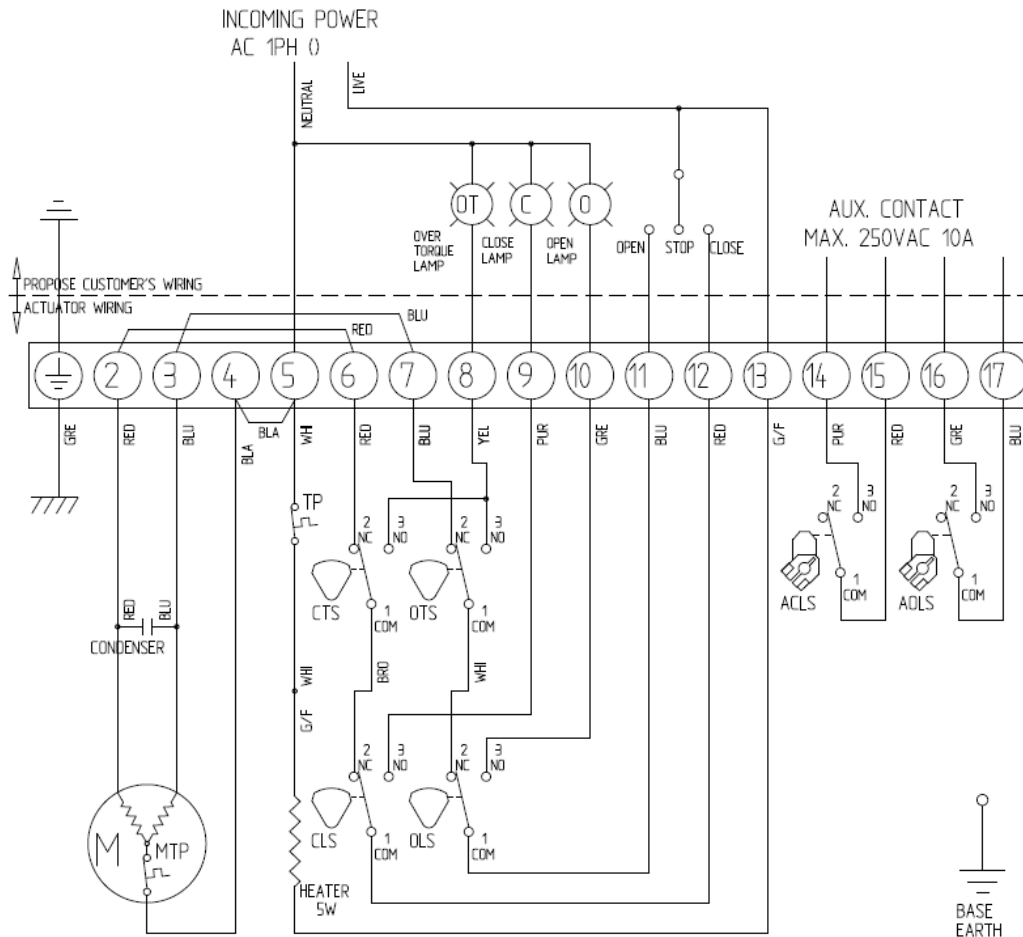 INCOMING POWER
AC 1PH ()
NEUTRAL
LIVE
OT
C
O
OVER
TORQUE
LAMP
CLOSE
LAMP
OPEN
LAMP
OPEN
STOP
CLOSE
AUX. CONTACT
MAX. 250VAC 10A
PROPOSE CUSTOMER'S WIRING
ACTUATOR WIRING
BLU
RED
2
3
4
5
6
7
8
9
10
11
12
13
14
15
16
17
GRE
RED
BLU
BLA
BLA
WHI
RED
BLU
YEL
PUR
GRE
BLU
RED
G/F
PUR
RED
GRE
BLU
TP
2
NC
3
NO
2
NC
3
NO
2
NC
3
NO
2
NC
3
NO
CTS
1
COM
OTS
1
COM
ACLS
1
COM
AOLS
1
COM
RED
BLU
CONDENSER
WHI
G/F
BRO
WHI
2
NC
3
NO
2
NC
3
NO
M
MTP
CLS
1
COM
OLS
1
COM
HEATER
5W
BASE
EARTH